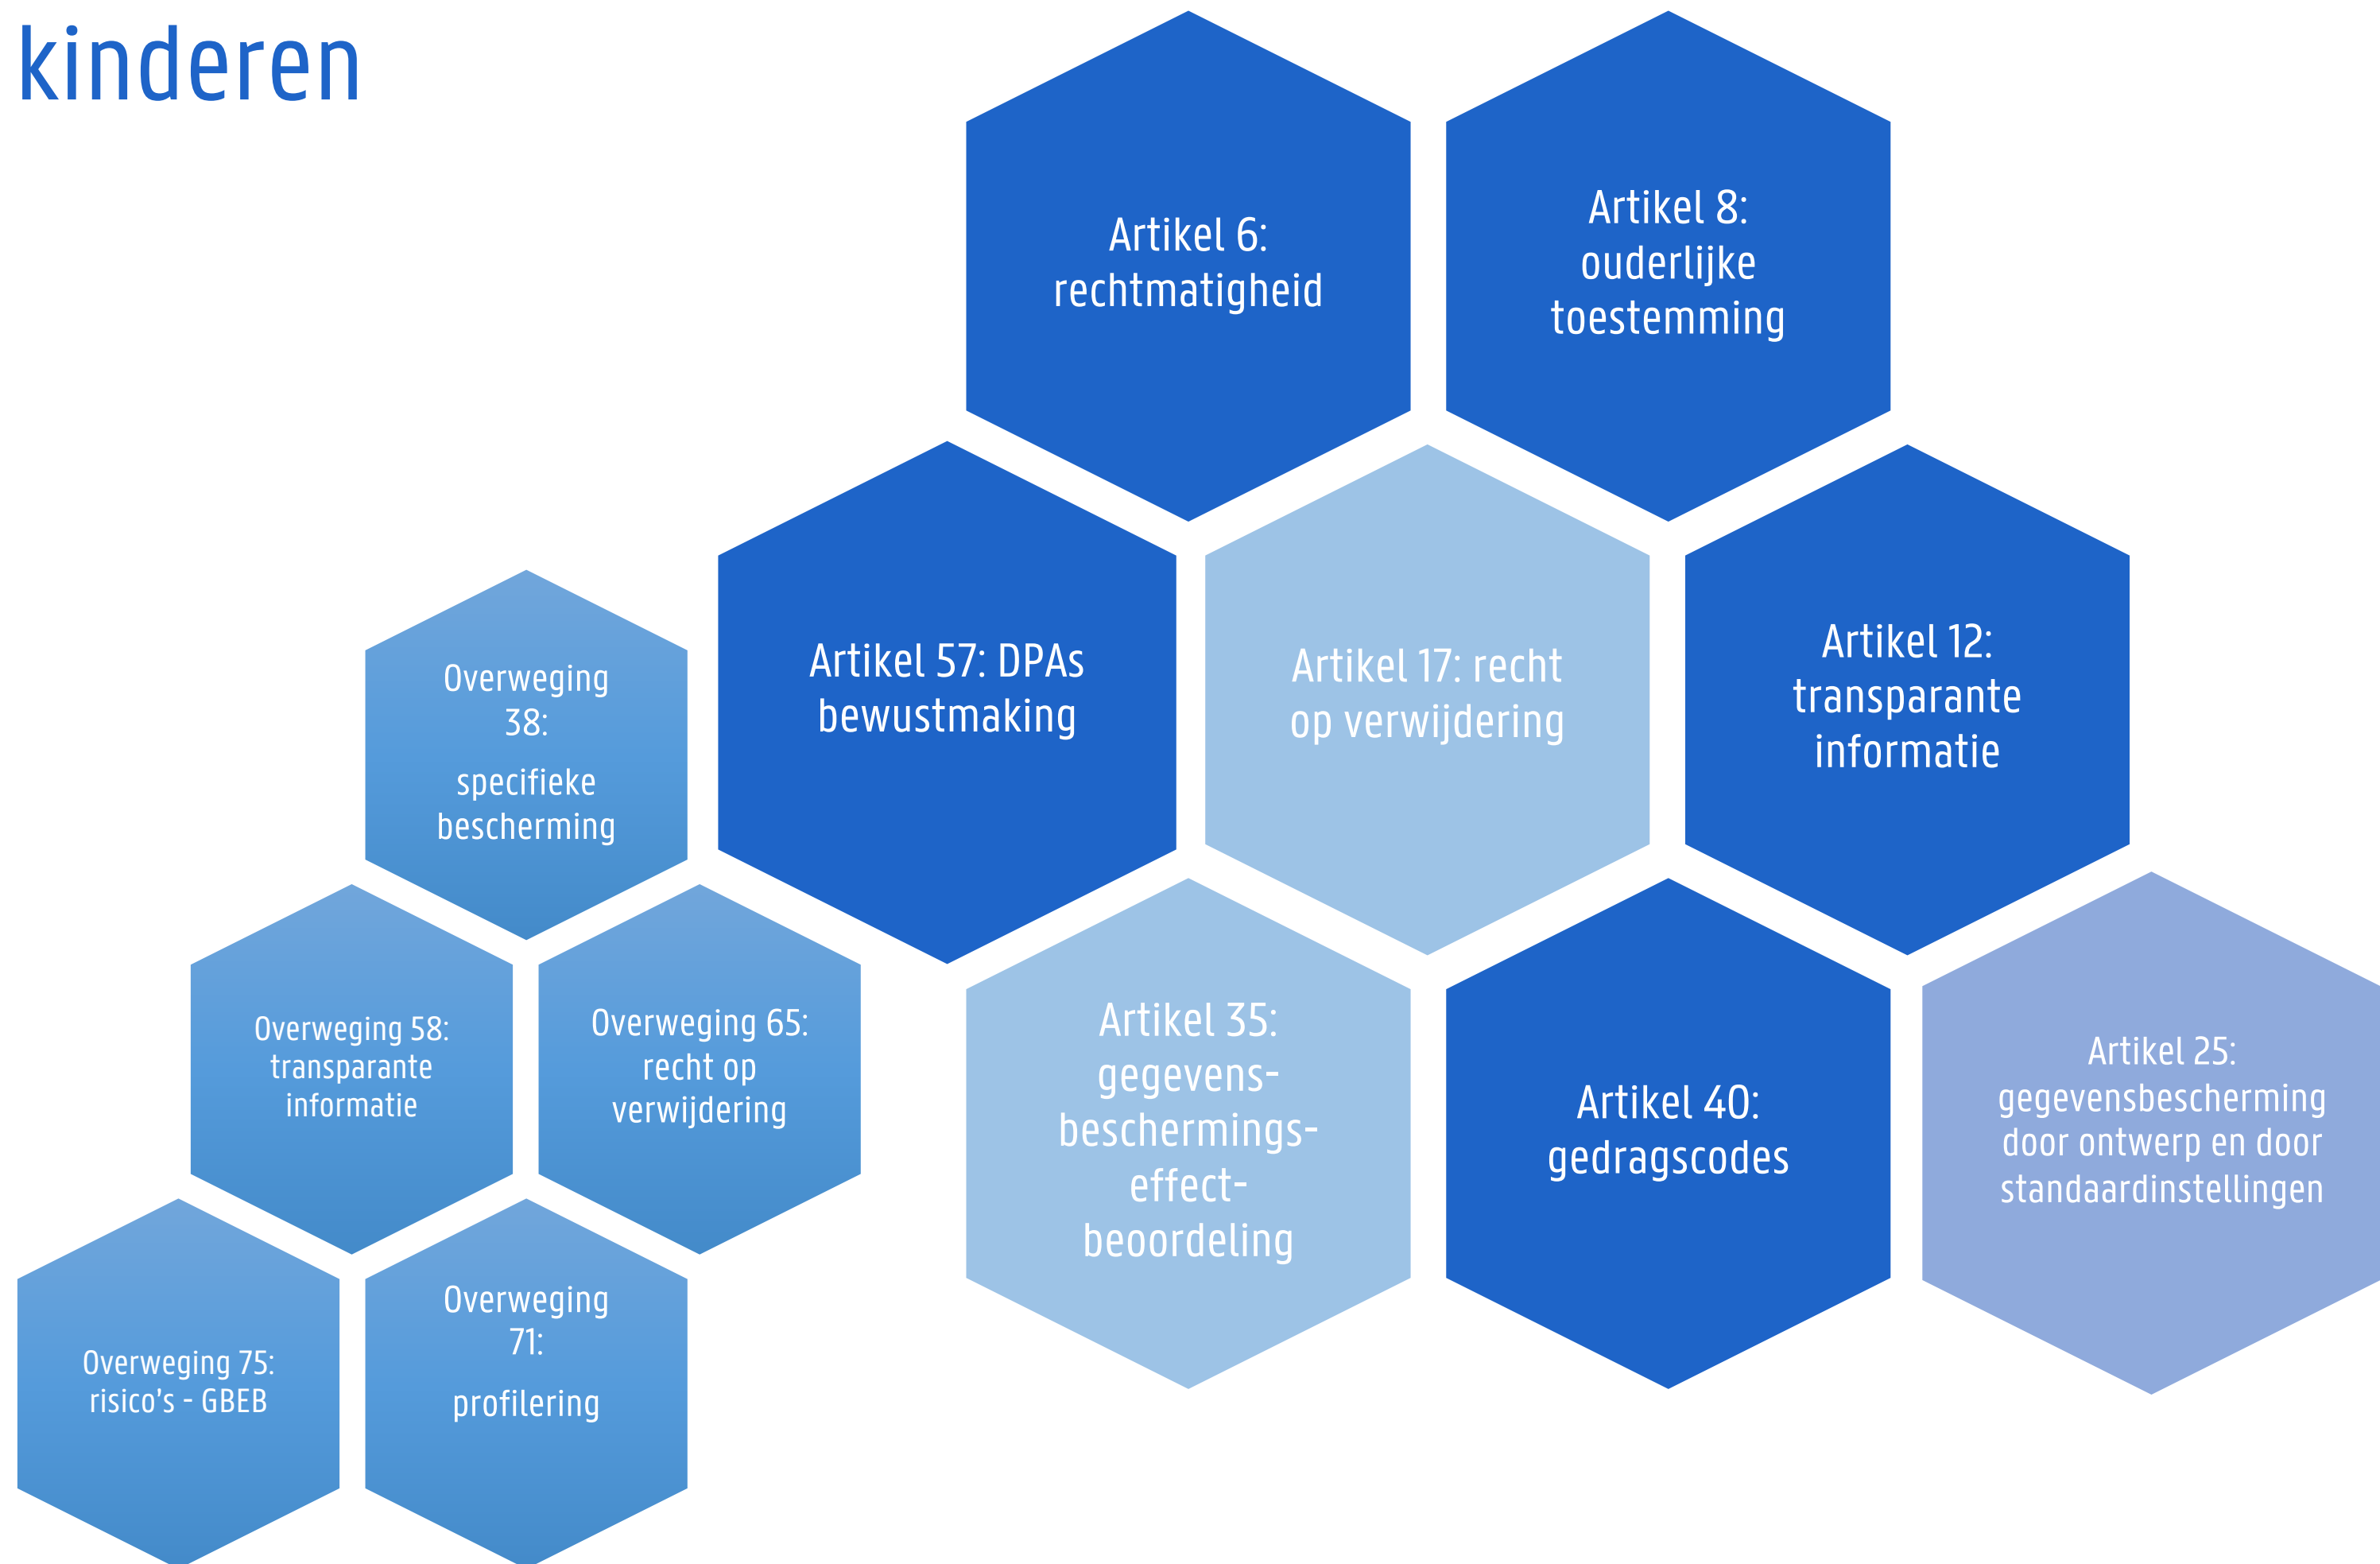 kinderen
Artikel 6:
rechtmatigheid
Artikel 8:
ouderlijke
toestemming
Artikel 57: DPAs
bewustmaking
Artikel 17: recht
op verwijdering
Artikel 12:
transparante
informatie
Overweging
38:
specifieke
bescherming
Overweging 58:
transparante
informatie
Overweging 65:
recht op
verwijdering
Artikel 35:
gegevens-
beschermings-
effect-
beoordeling
Artikel 40:
gedragscodes
Artikel 25:
gegevensbescherming
door ontwerp en door
standaardinstellingen
Overweging 75:
risico's - GBEB
Overweging
71:
profilering